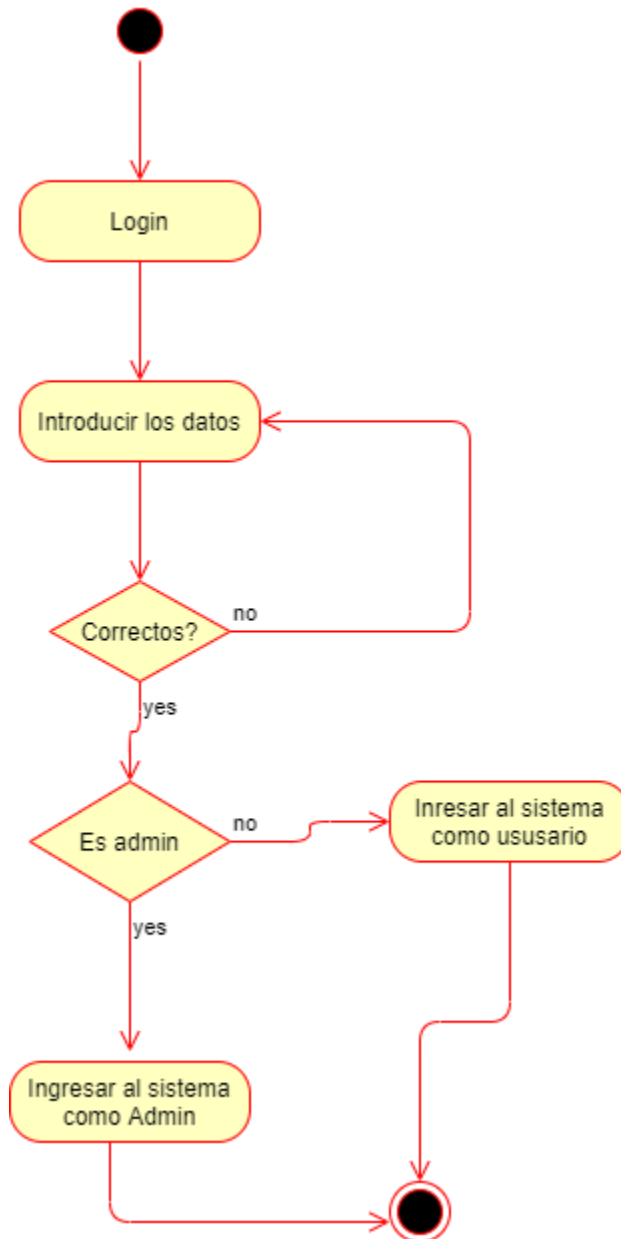 Login
Introducir los datos
Correctos?
no
yes
Es admin
no
Inresar al sistema
como ususario
yes
Ingresar al sistema
como Admin